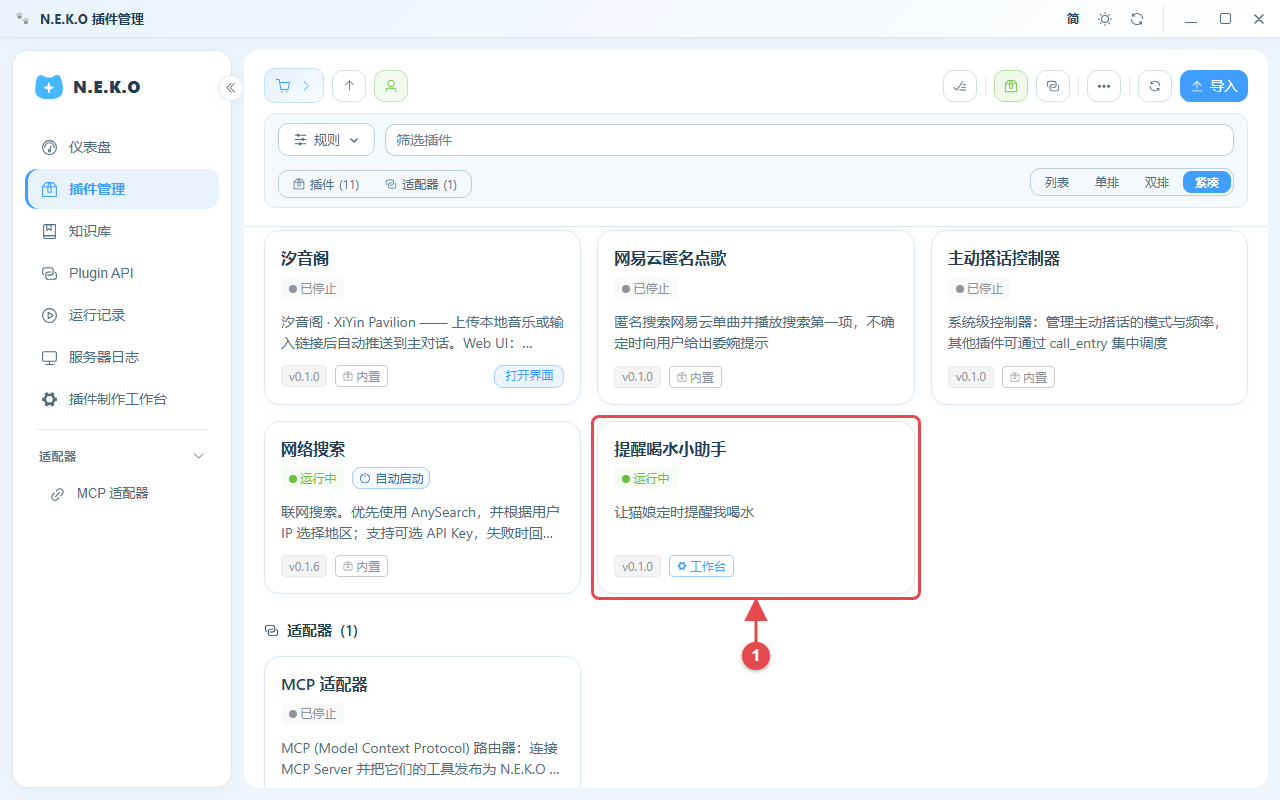 N.E.K.O 插件管理
简
N.E.K.O
仪表盘
插件管理
知识库
Plugin API
运行记录
服务器日志
插件制作工作台
适配器
MCP 适配器
导入
规则
筛选插件
插件 (11)
适配器 (1)
列表
单排
双排
紧凑
汐音阁
已停止
汐音阁 · XiYin Pavilion —— 上传本地音乐或输
入链接后自动推送到主对话。Web UI：...
v0.1.0
内置
打开界面
网易云匿名点歌
已停止
匿名搜索网易云单曲并播放搜索第一项，不确
定时向用户给出委婉提示
v0.1.0
内置
主动搭话控制器
已停止
系统级控制器：管理主动搭话的模式与频率，
其他插件可通过 call_entry 集中调度
v0.1.0
内置
网络搜索
运行中
自动启动
联网搜索。优先使用 AnySearch，并根据用户
IP 选择地区；支持可选 API Key，失败时回...
v0.1.6
内置
提醒喝水小助手
运行中
让猫娘定时提醒我喝水
v0.1.0
工作台
1
适配器（1）
MCP 适配器
已停止
MCP (Model Context Protocol) 路由器：连接
MCP Server 并把它们的工具发布为 N.E.K.O ...